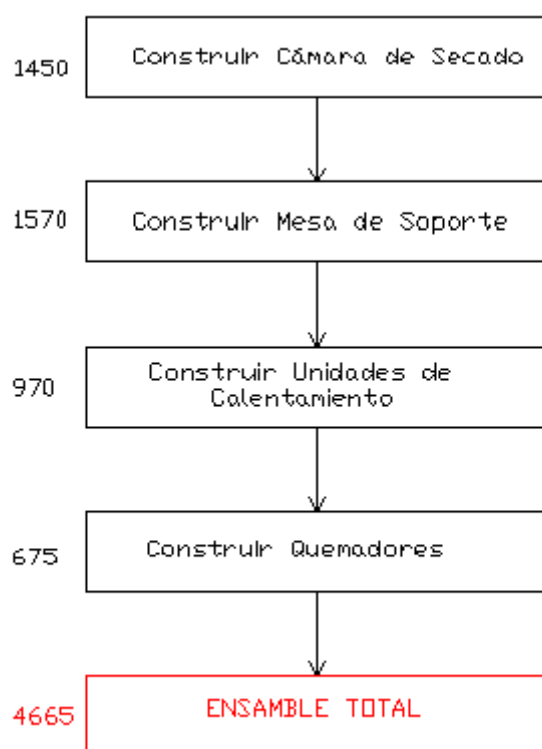 1450
Construir Cámara de Secado
1570
Construir Mesa de Soporte
970
Construir Unidades de
Calentamiento
675
Construir Quemadores
4665
ENSAMBLE TOTAL